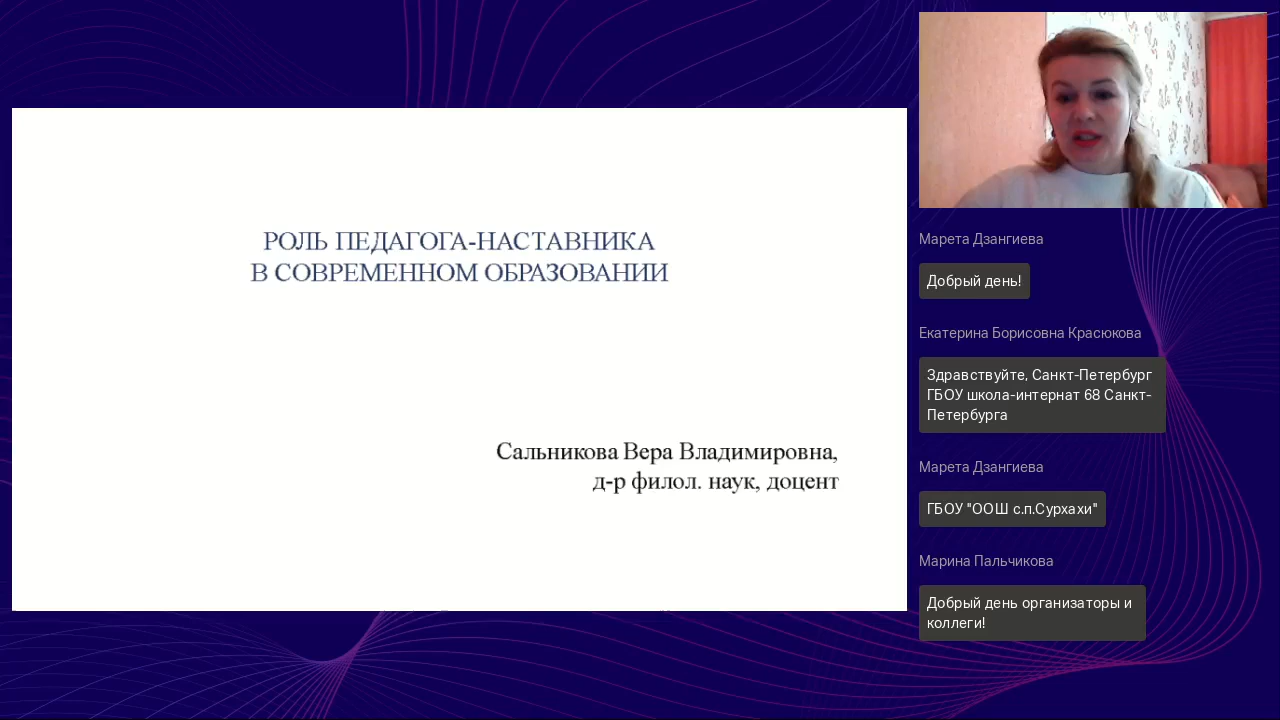 РОЛЬ ПЕДАГОГА-НАСТАВНИКА
В СОВРЕМЕННОМ ОБРАЗОВАНИИ
Сальникова Вера Владимировна,
д-р филол. наук, доцент
Марета Дзангиева
Добрый день!
Екатерина Борисовна Красюкова
Здравствуйте, Санкт-Петербург
ГБОУ школа-интернат 68 Санкт-
Петербурга
Марета Дзангиева
ГБОУ "ООШ с.п.Сурхахи"
Марина Пальчикова
Добрый день организаторы и
коллеги!